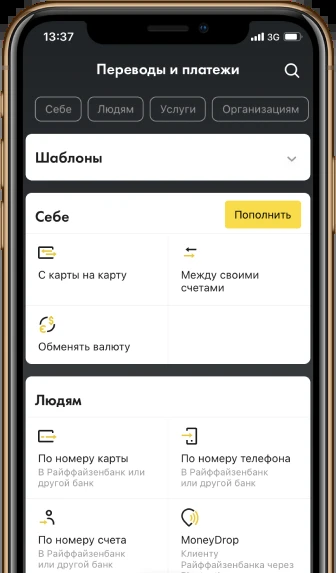 13:37
3G
Переводы и платежи
Себе
Людям
Услуги
Организациям
Шаблоны
Себе
Пополнить
С карты на карту
Между своими
счетами
Обменять валюту
Людям
По номеру карты
В Райффайзенбанк или
другой банк
По номеру телефона
В Райффайзенбанк
или другой банк
По номеру счета
В Райффайзенбанк
или другой банк
MoneyDrop
Клиенту
Райффайзенбанка через